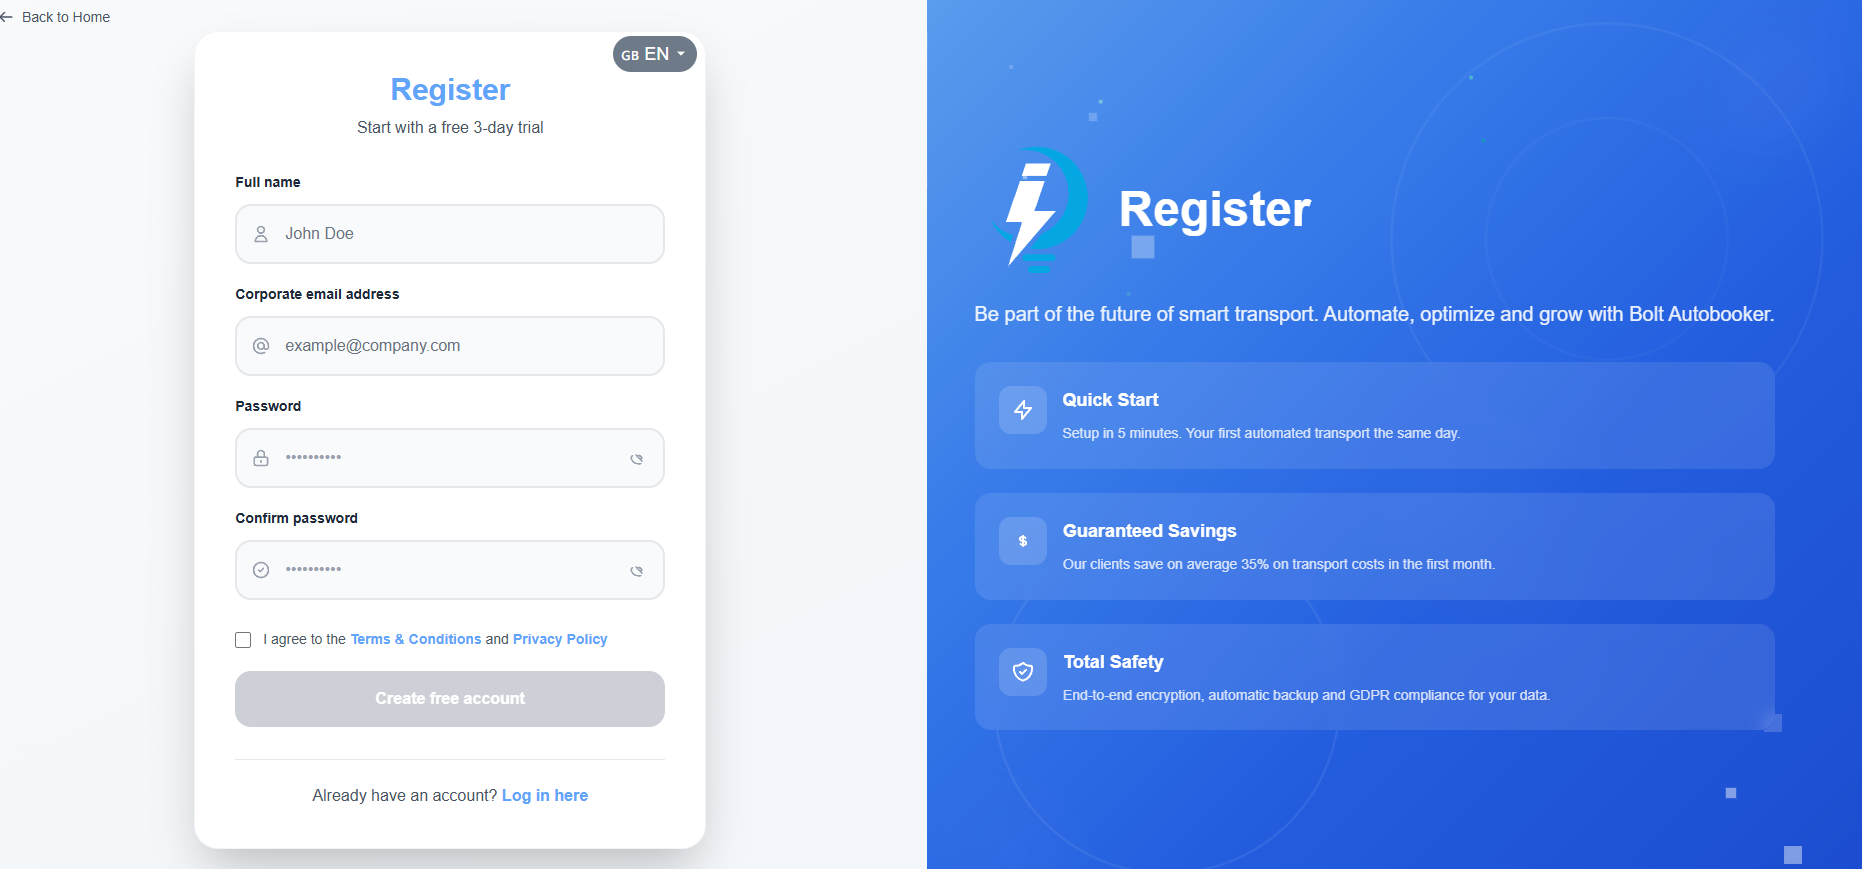 Back to Home
GB EN
Register
Start with a free 3-day trial
Full name
John Doe
Corporate email address
example@company.com
Password
••••••••••
Confirm password
••••••••••
I agree to the Terms & Conditions and Privacy Policy
Create free account
Already have an account? Log in here
Register
Be part of the future of smart transport. Automate, optimize and grow with Bolt Autobooker.
Quick Start
Setup in 5 minutes. Your first automated transport the same day.
$
Guaranteed Savings
Our clients save on average 35% on transport costs in the first month.
Total Safety
End-to-end encryption, automatic backup and GDPR compliance for your data.